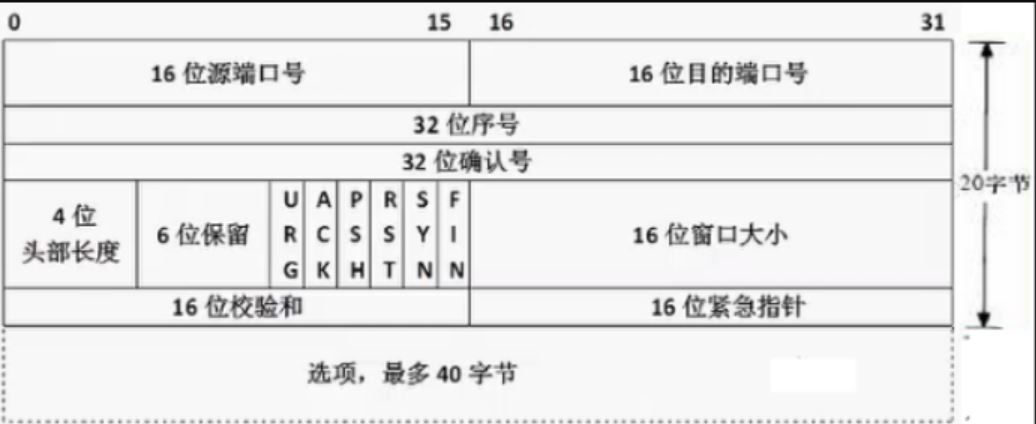 0 15 16 31
16 位源端口号 16 位目的端口号
32 位序号
32 位确认号
20字节
4 位
头部长度
6 位保留
URG
ACK
PSH
RST
SYN
FIN
16 位窗口大小
16 位校验和 16 位紧急指针
选项，最多 40 字节